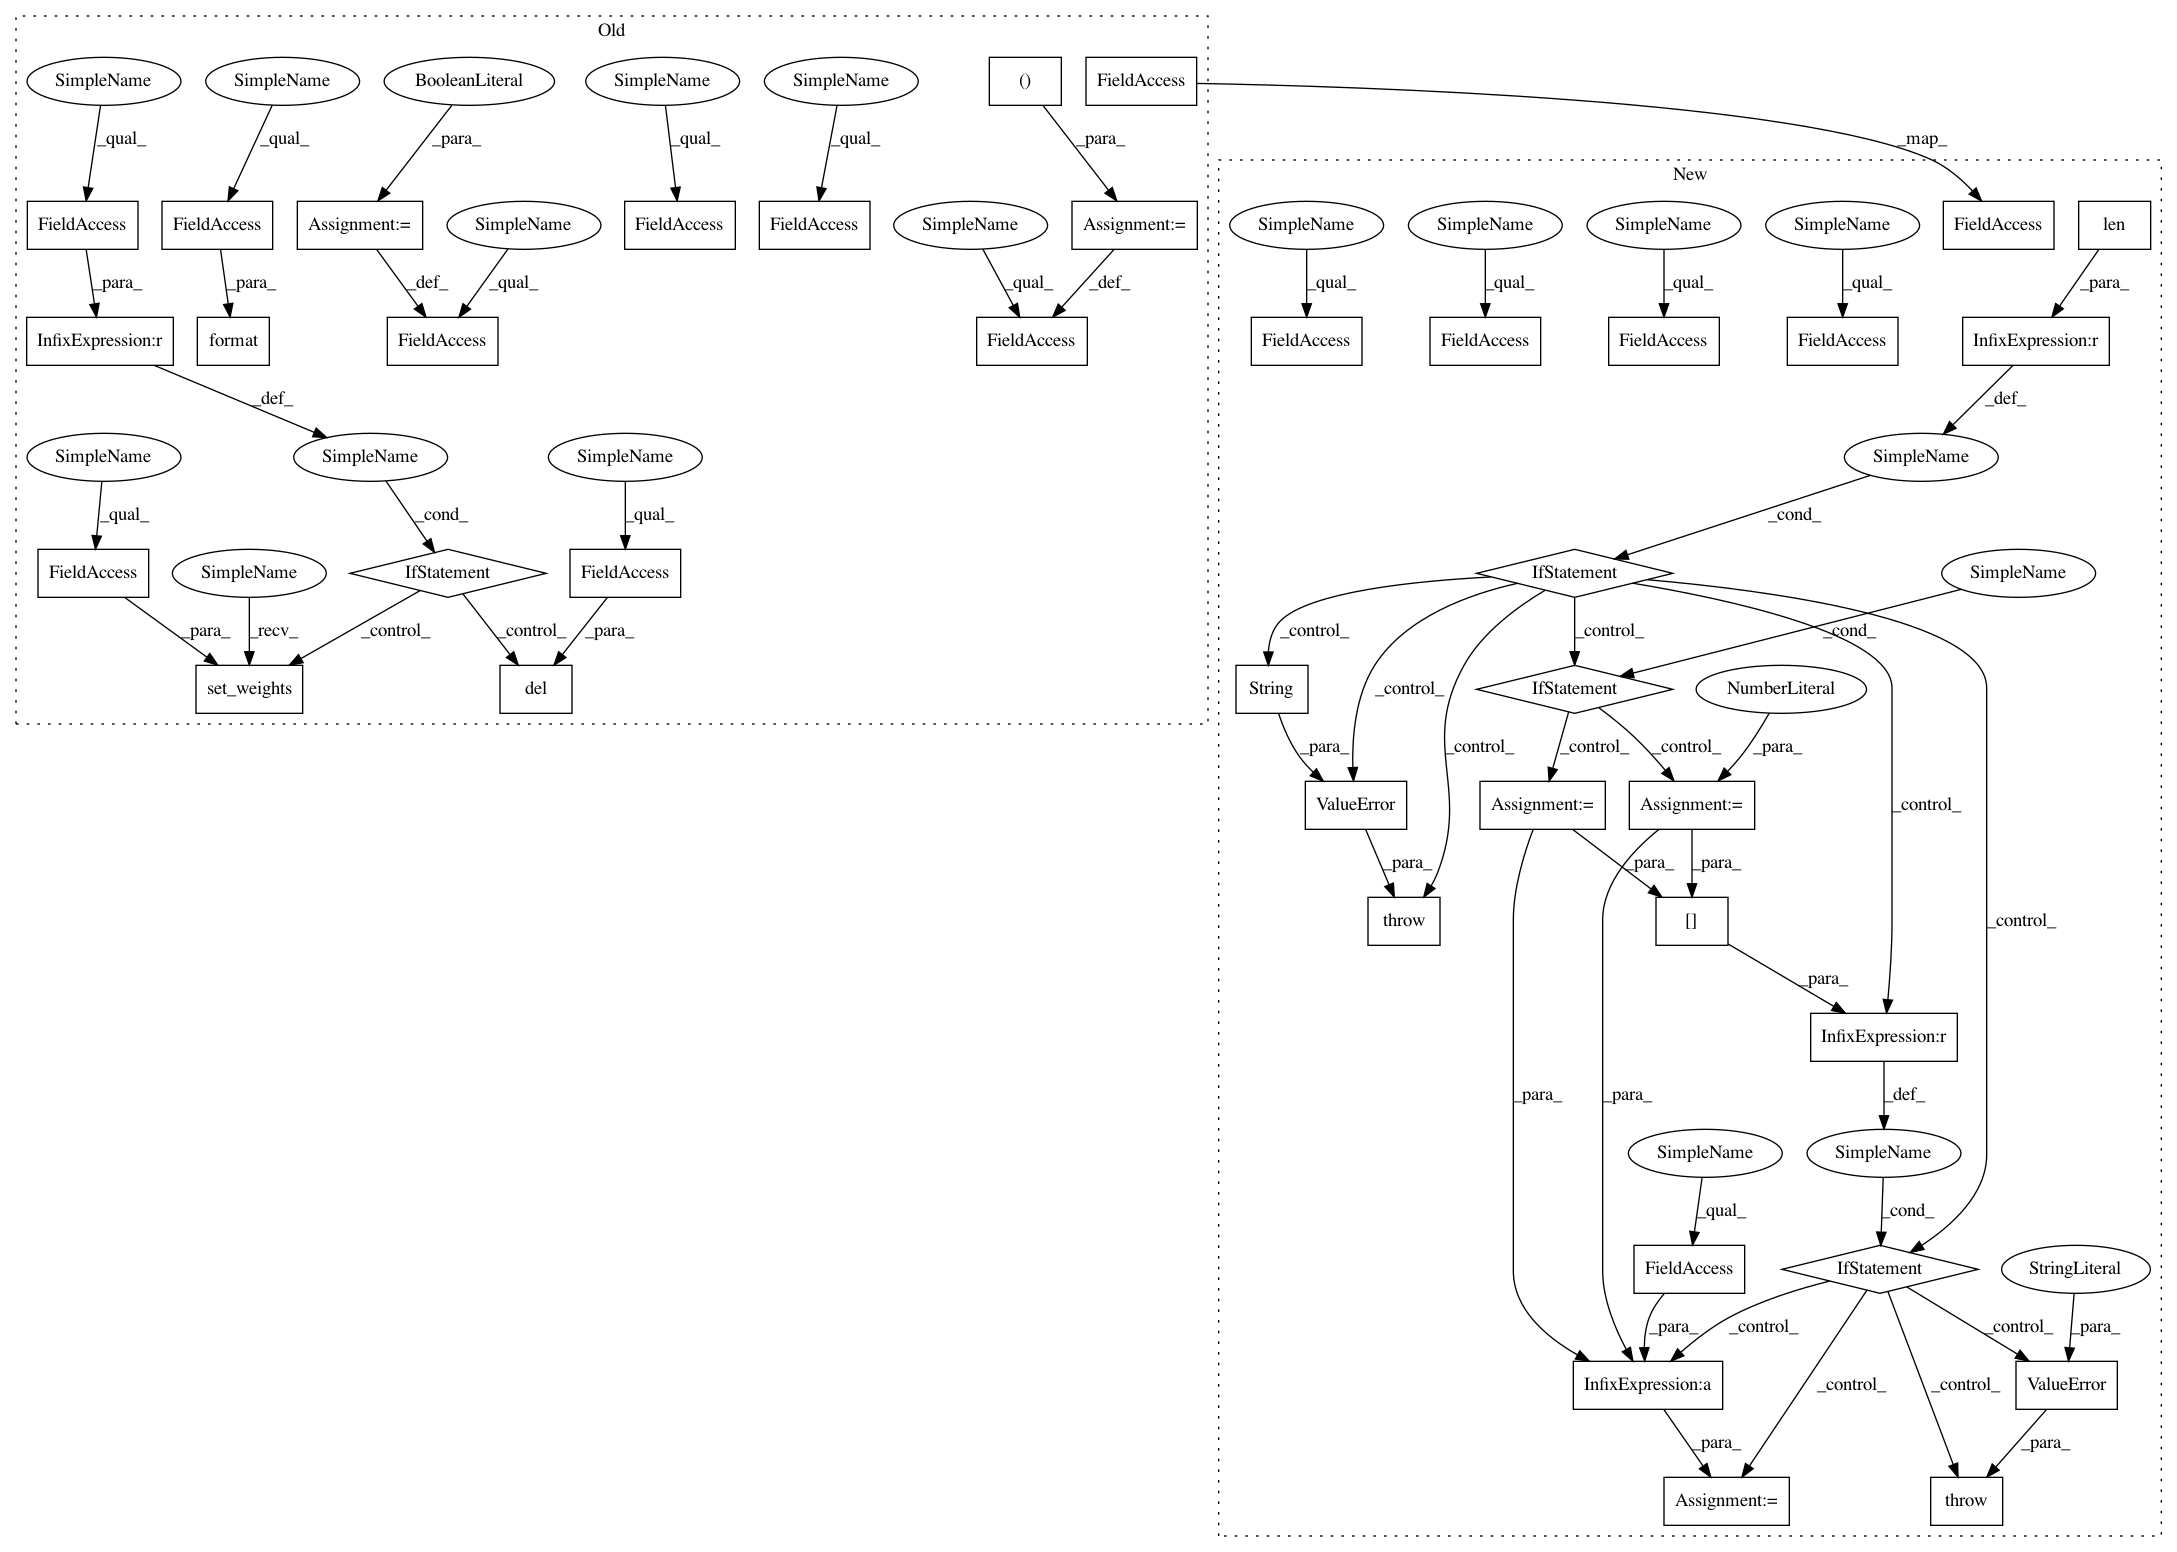 Old
SimpleName SimpleName BooleanLiteral SimpleName SimpleName () FieldAccess
_qual_ _qual_ _para_ _qual_ _qual_ _para_ _map_
New
FieldAccess FieldAccess Assignment:= SimpleName FieldAccess FieldAccess SimpleName Assignment:= SimpleName SimpleName SimpleName SimpleName FieldAccess len
_para_ _para_ _def_ _qual_ _qual_ _def_ _qual_ _qual_ _qual_ _qual_ _para_
InfixExpression:r format FieldAccess FieldAccess FieldAccess FieldAccess FieldAccess FieldAccess InfixExpression:r
_def_ _def_
SimpleName SimpleName SimpleName SimpleName
_qual_ _cond_ _qual_ _cond_
FieldAccess SimpleName IfStatement FieldAccess IfStatement SimpleName
_para_ _recv_ _control_ _control_ _para_ _control_ _control_ _cond_
set_weights del String IfStatement NumberLiteral
_control_
_para_ _control_ _control_ _control_ _para_
ValueError Assignment:= Assignment:= _control_
_para_ _para_ _para_
throw [] _control_
_para_
InfixExpression:r
_para_ _para_ _def_
SimpleName SimpleName
_qual_ _cond_
FieldAccess IfStatement StringLiteral
_para_ _control_ _control_ _para_
InfixExpression:a _control_ _control_ ValueError
_para_ _para_
Assignment:= throw